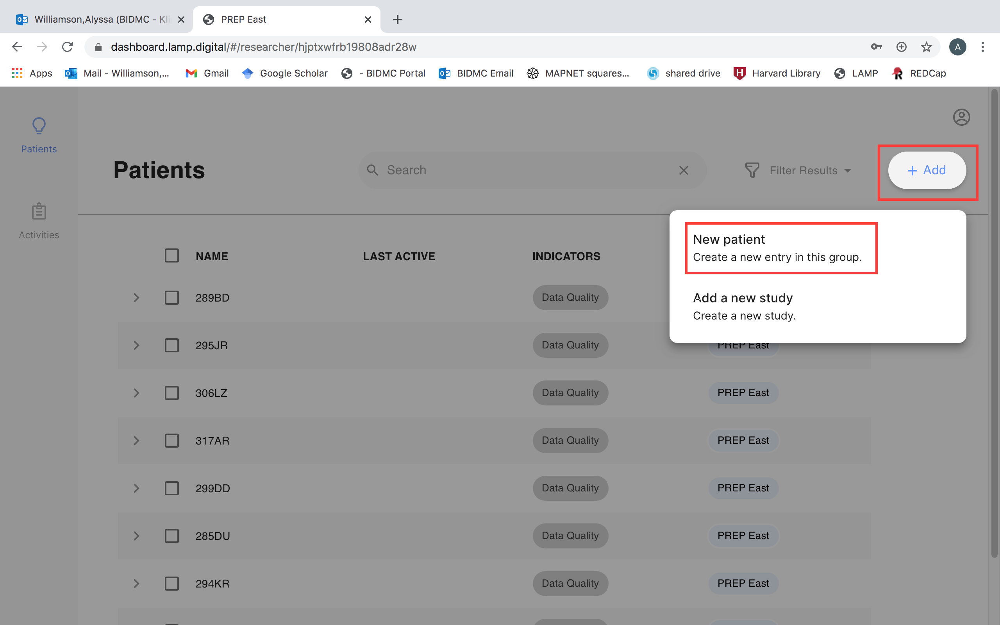 Williamson,Alyssa (BIDMC - Kli
PREP East
dashboard.lamp.digital/#/researcher/hjptxwfrb19808adr28w
A
Apps
Mail - Williamson,...
Gmail
Google Scholar
- BIDMC Portal
BIDMC Email
MAPNET squares...
shared drive
Harvard Library
LAMP
REDCap
Patients
Activities
Patients
Search
Filter Results
+ Add
New patient
Create a new entry in this group.
Add a new study
Create a new study.
NAME LAST ACTIVE INDICATORS
289BD Data Quality
295JR Data Quality PREP East
306LZ Data Quality PREP East
317AR Data Quality PREP East
299DD Data Quality PREP East
285DU Data Quality PREP East
294KR Data Quality PREP East